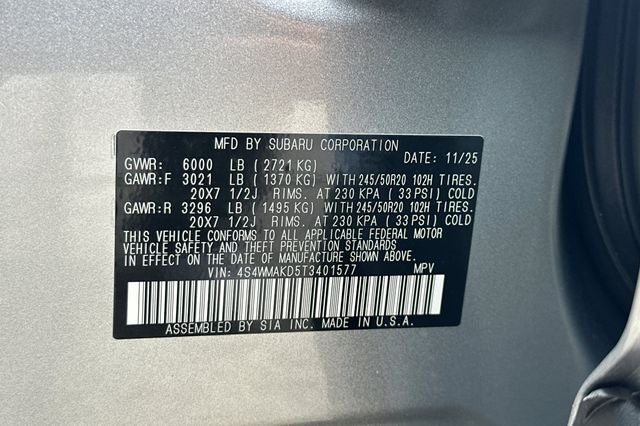 MFD BY SUBARU CORPORATION
GVWR: 6000 LB (2721 KG) DATE: 11/25
GAWR:F 3021 LB (1370 KG) WITH 245/50R20 102H TIRES.
20X7 1/2J RIMS. AT 230 KPA (33 PSI) COLD
GAWR:R 3296 LB (1495 KG) WITH 245/50R20 102H TIRES.
20X7 1/2J RIMS. AT 230 KPA (33 PSI) COLD
THIS VEHICLE CONFORMS TO ALL APPLICABLE FEDERAL MOTOR
VEHICLE SAFETY AND THEFT PREVENTION STANDARDS
IN EFFECT ON THE DATE OF MANUFACTURE SHOWN ABOVE.
VIN: 4S4WMAKD5T3401577 MPV
ASSEMBLED BY SIA INC. MADE IN U.S.A.